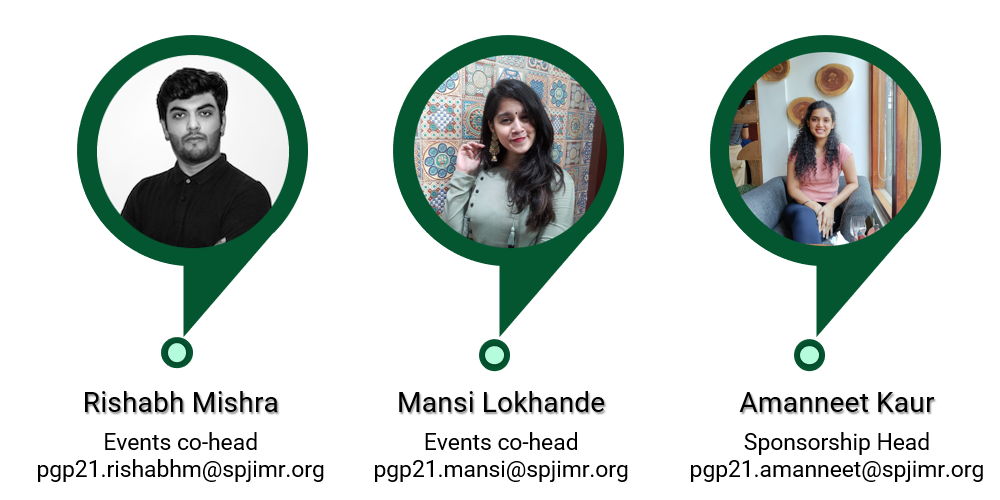 Rishabh Mishra
Events co-head
pgp21.rishabhm@spjimr.org
Mansi Lokhande
Events co-head
pgp21.mansi@spjimr.org
Amanneet Kaur
Sponsorship Head
pgp21.amanneet@spjimr.org